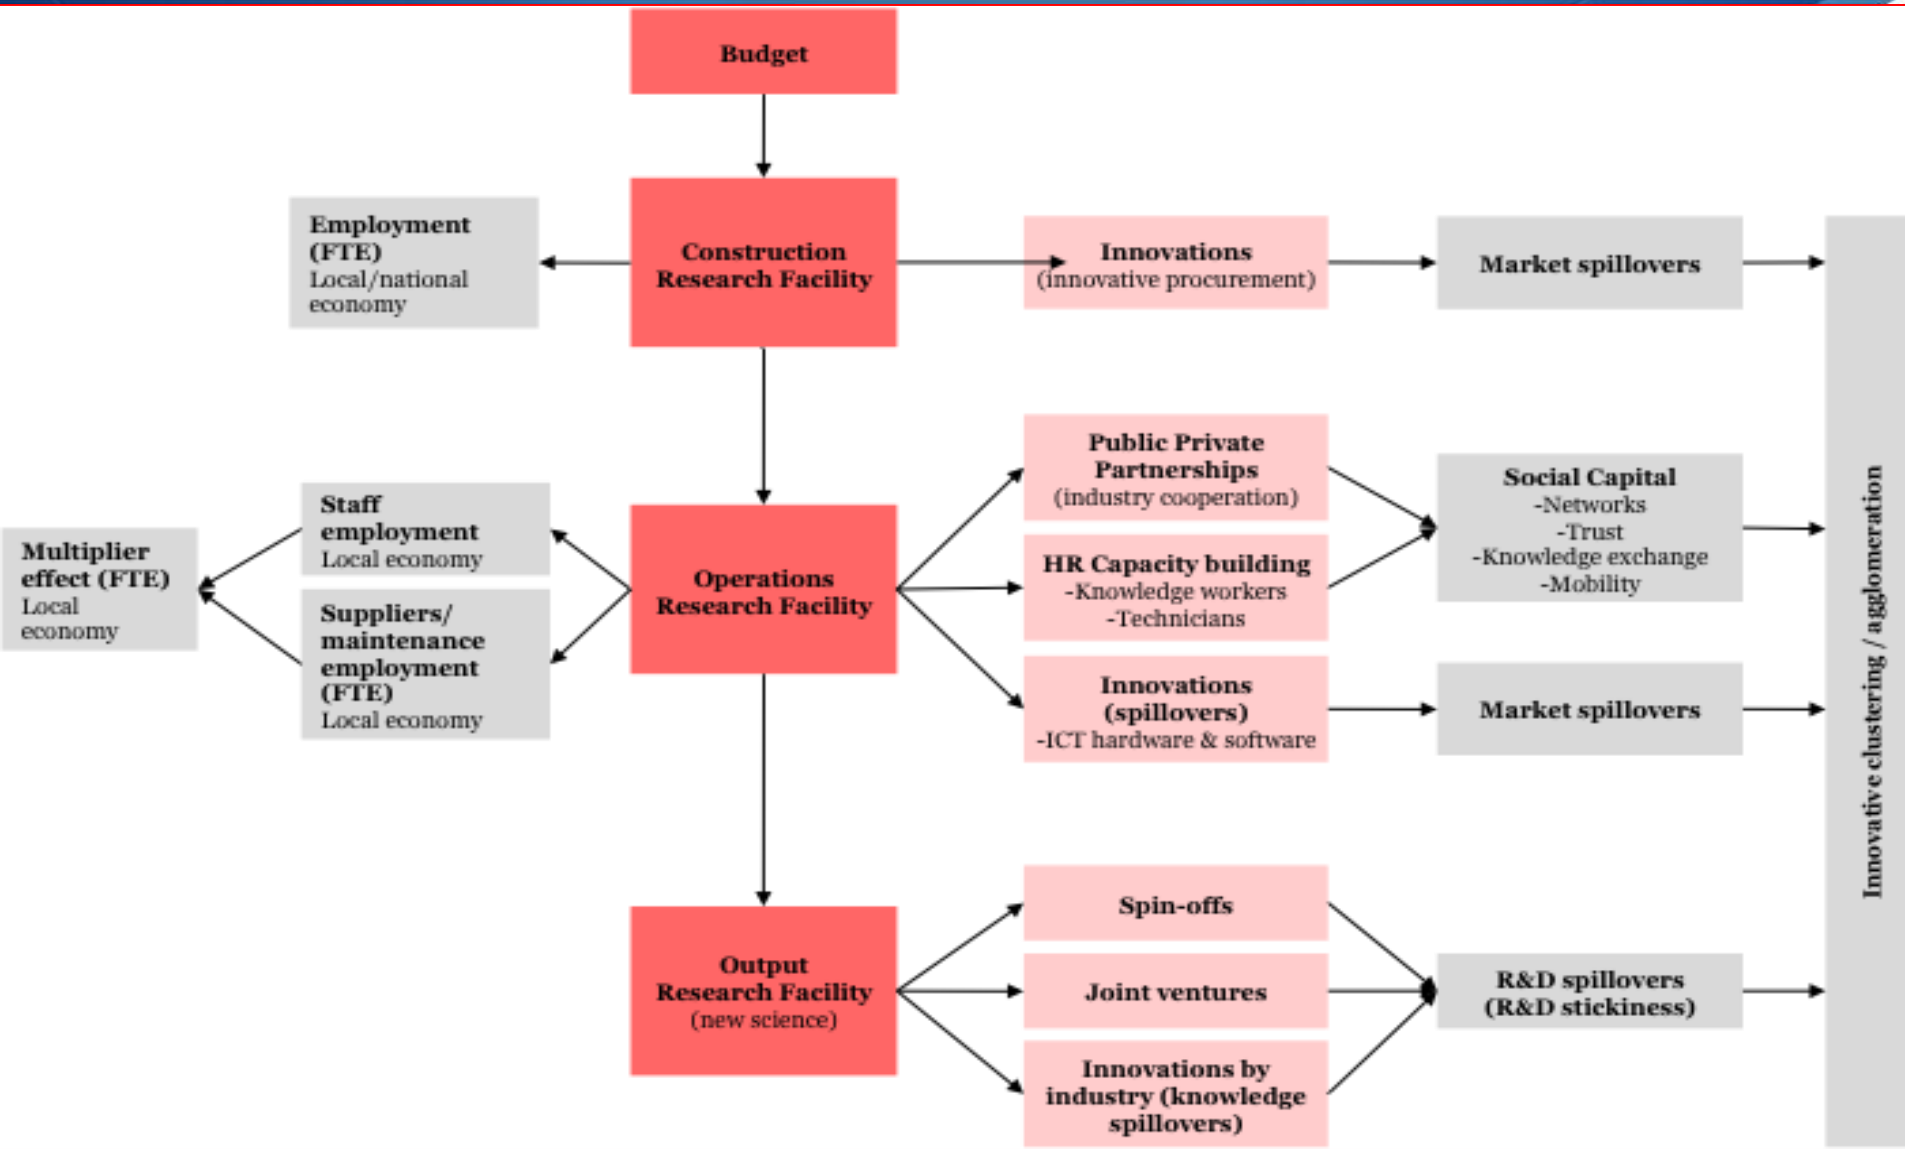 Budget
Employment
(FTE)
Local/national
economy
Construction
Research Facility
Innovations
(innovative procurement)
Market spillovers
Multiplier
effect (FTE)
Local
economy
Staff
employment
Local economy
Suppliers/
maintenance
employment
(FTE)
Local economy
Operations
Research Facility
Public Private
Partnerships
(industry cooperation)
HR Capacity building
-Knowledge workers
-Technicians
Innovations
(spillovers)
-ICT hardware & software
Social Capital
-Networks
-Trust
-Knowledge exchange
-Mobility
Market spillovers
Output
Research Facility
(new science)
Spin-offs
Joint ventures
Innovations by
industry (knowledge
spillovers)
R&D spillovers
(R&D stickiness)
Innovative clustering / agglomeration